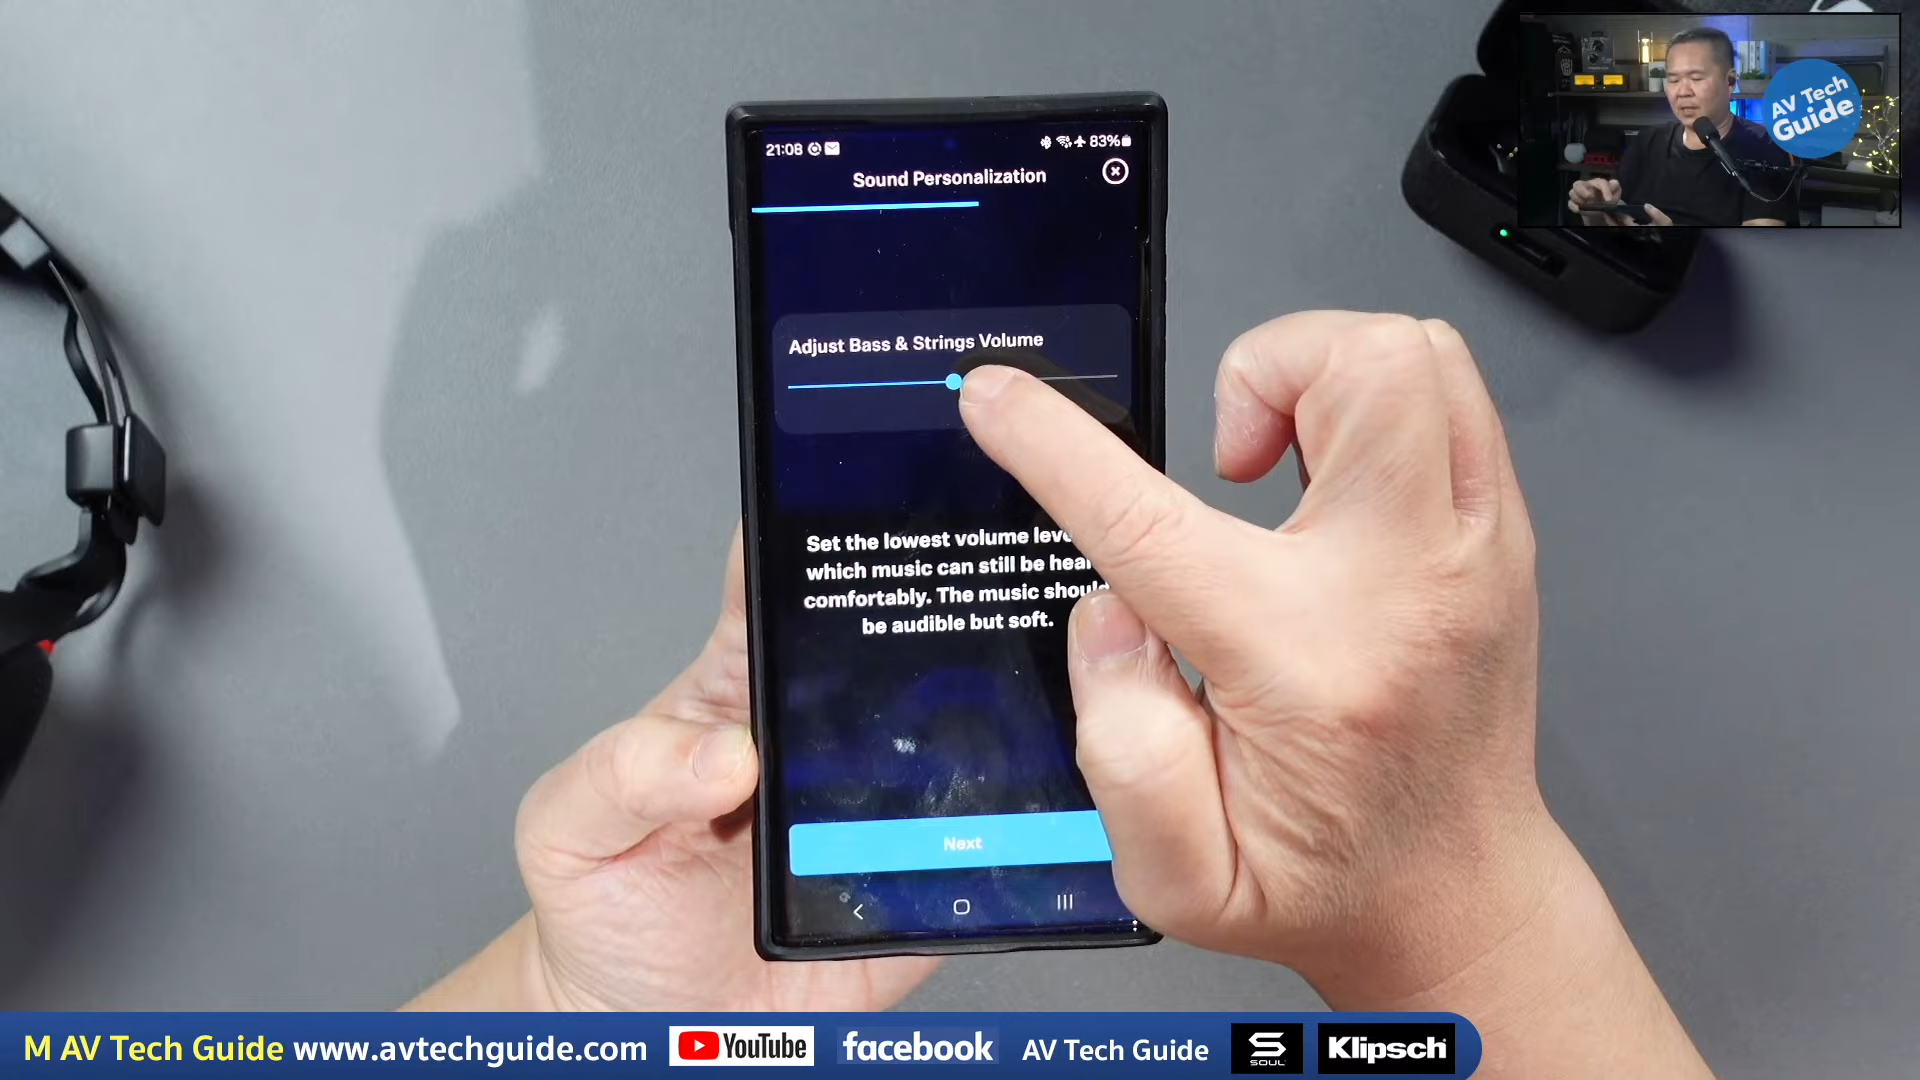 AV Tech
Guide
21:08
83%
Sound Personalization
Adjust Bass & Strings Volume
Set the lowest volume
which music can still be
comfortably. The music
be audible but soft.
Next
M AV Tech Guide www.avtechguide.com YouTube facebook AV Tech Guide SOUL Klipsch